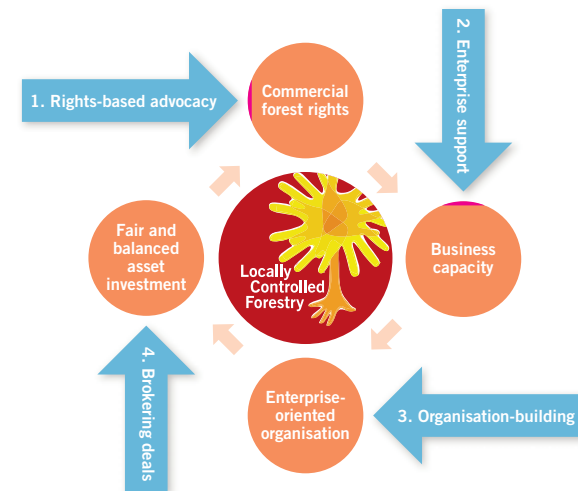 2. Enterprise support
1. Rights-based advocacy
Commercial
forest rights
Fair and
balanced
asset
investment
Locally
Controlled
Forestry
Business
capacity
4. Brokering deals
Enterprise-
oriented
organisation
3. Organisation-building